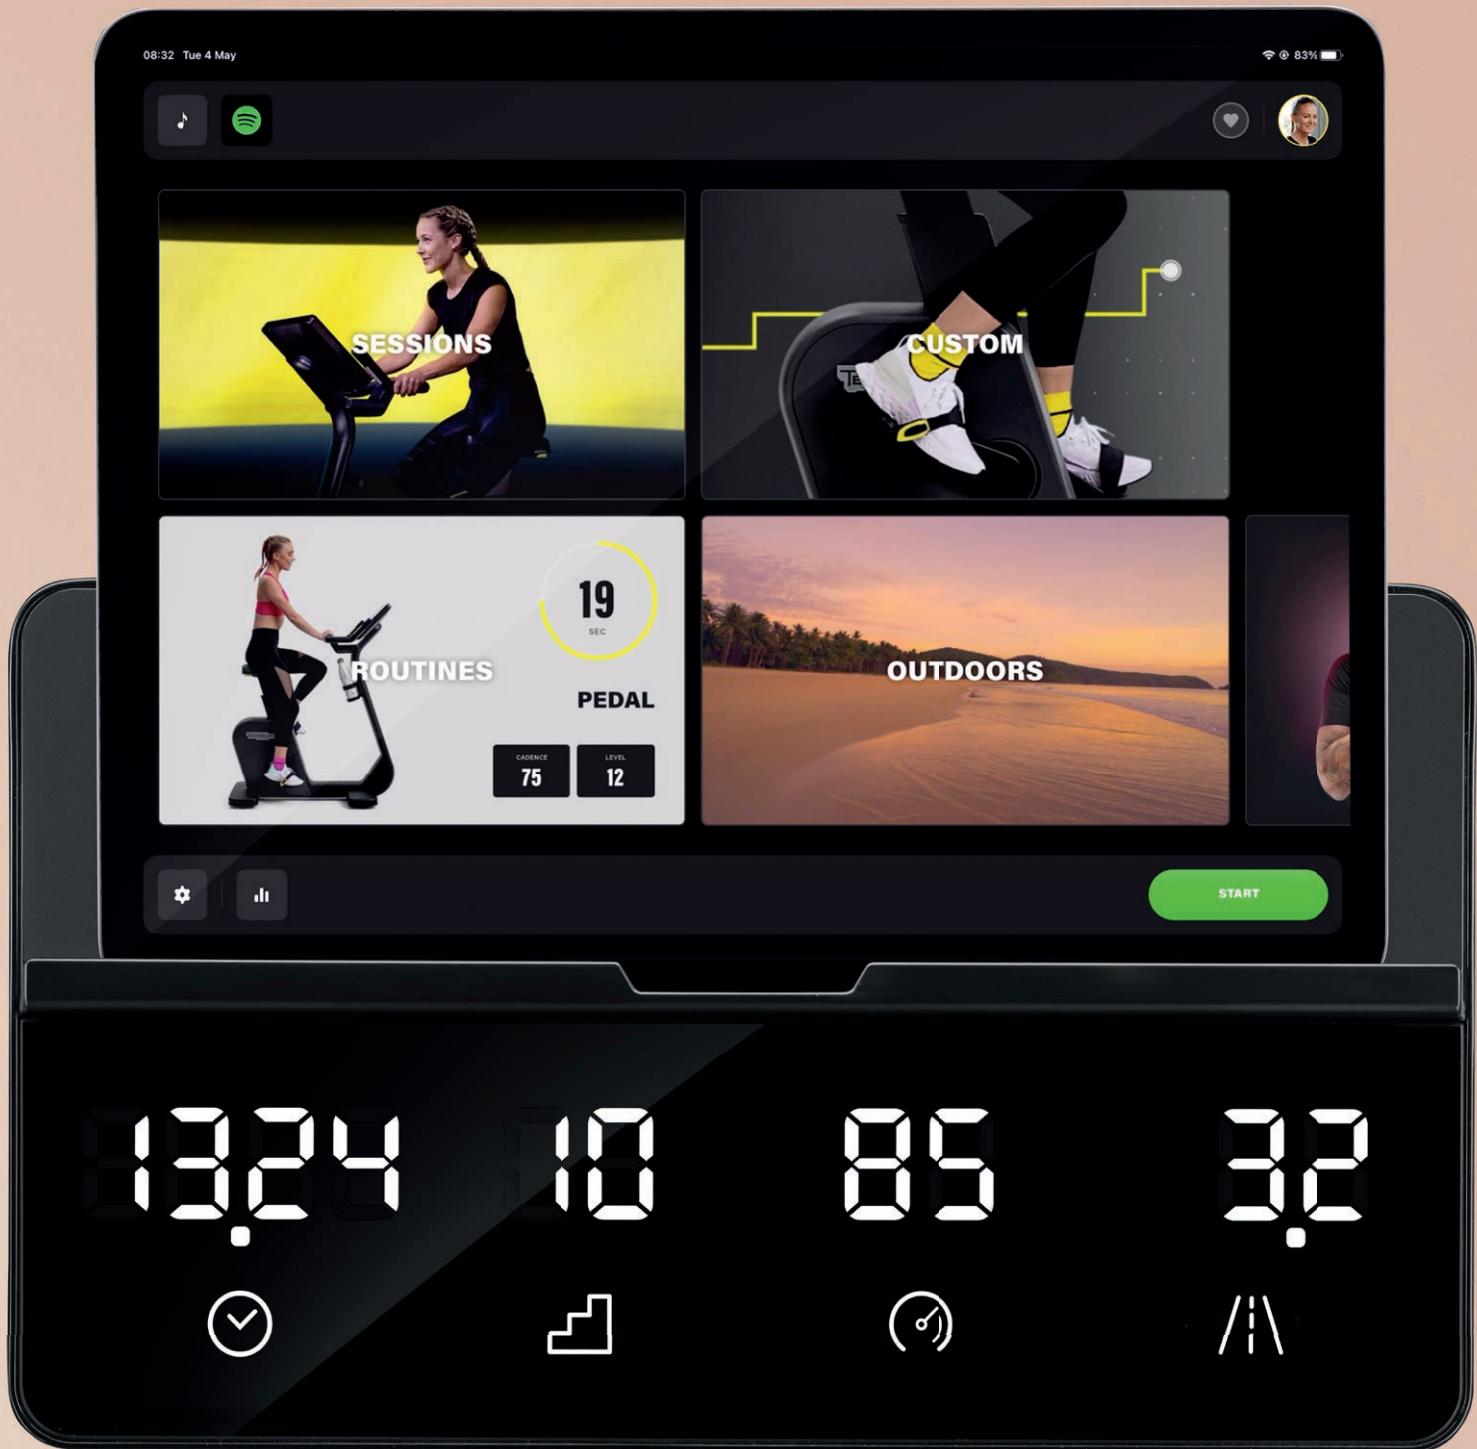 08:32 Tue 4 May
83%
SESSIONS
CUSTOM
19
SEC
ROUTINES
PEDAL
CADENCE
75
LEVEL
12
OUTDOORS
START
13.24
10
85
3.2